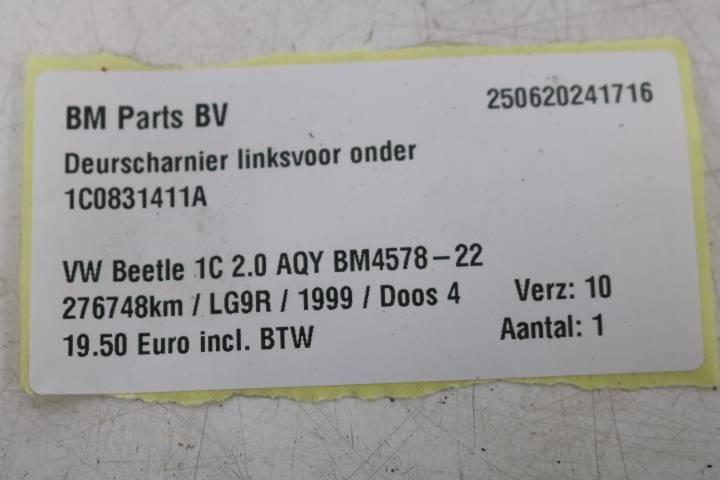 BM Parts BV 250620241716
Deurscharnier linksvoor onder
1C0831411A
VW Beetle 1C 2.0 AQY BM4578-22
276748km / LG9R / 1999 / Doos 4 Verz: 10
19.50 Euro incl. BTW Aantal: 1